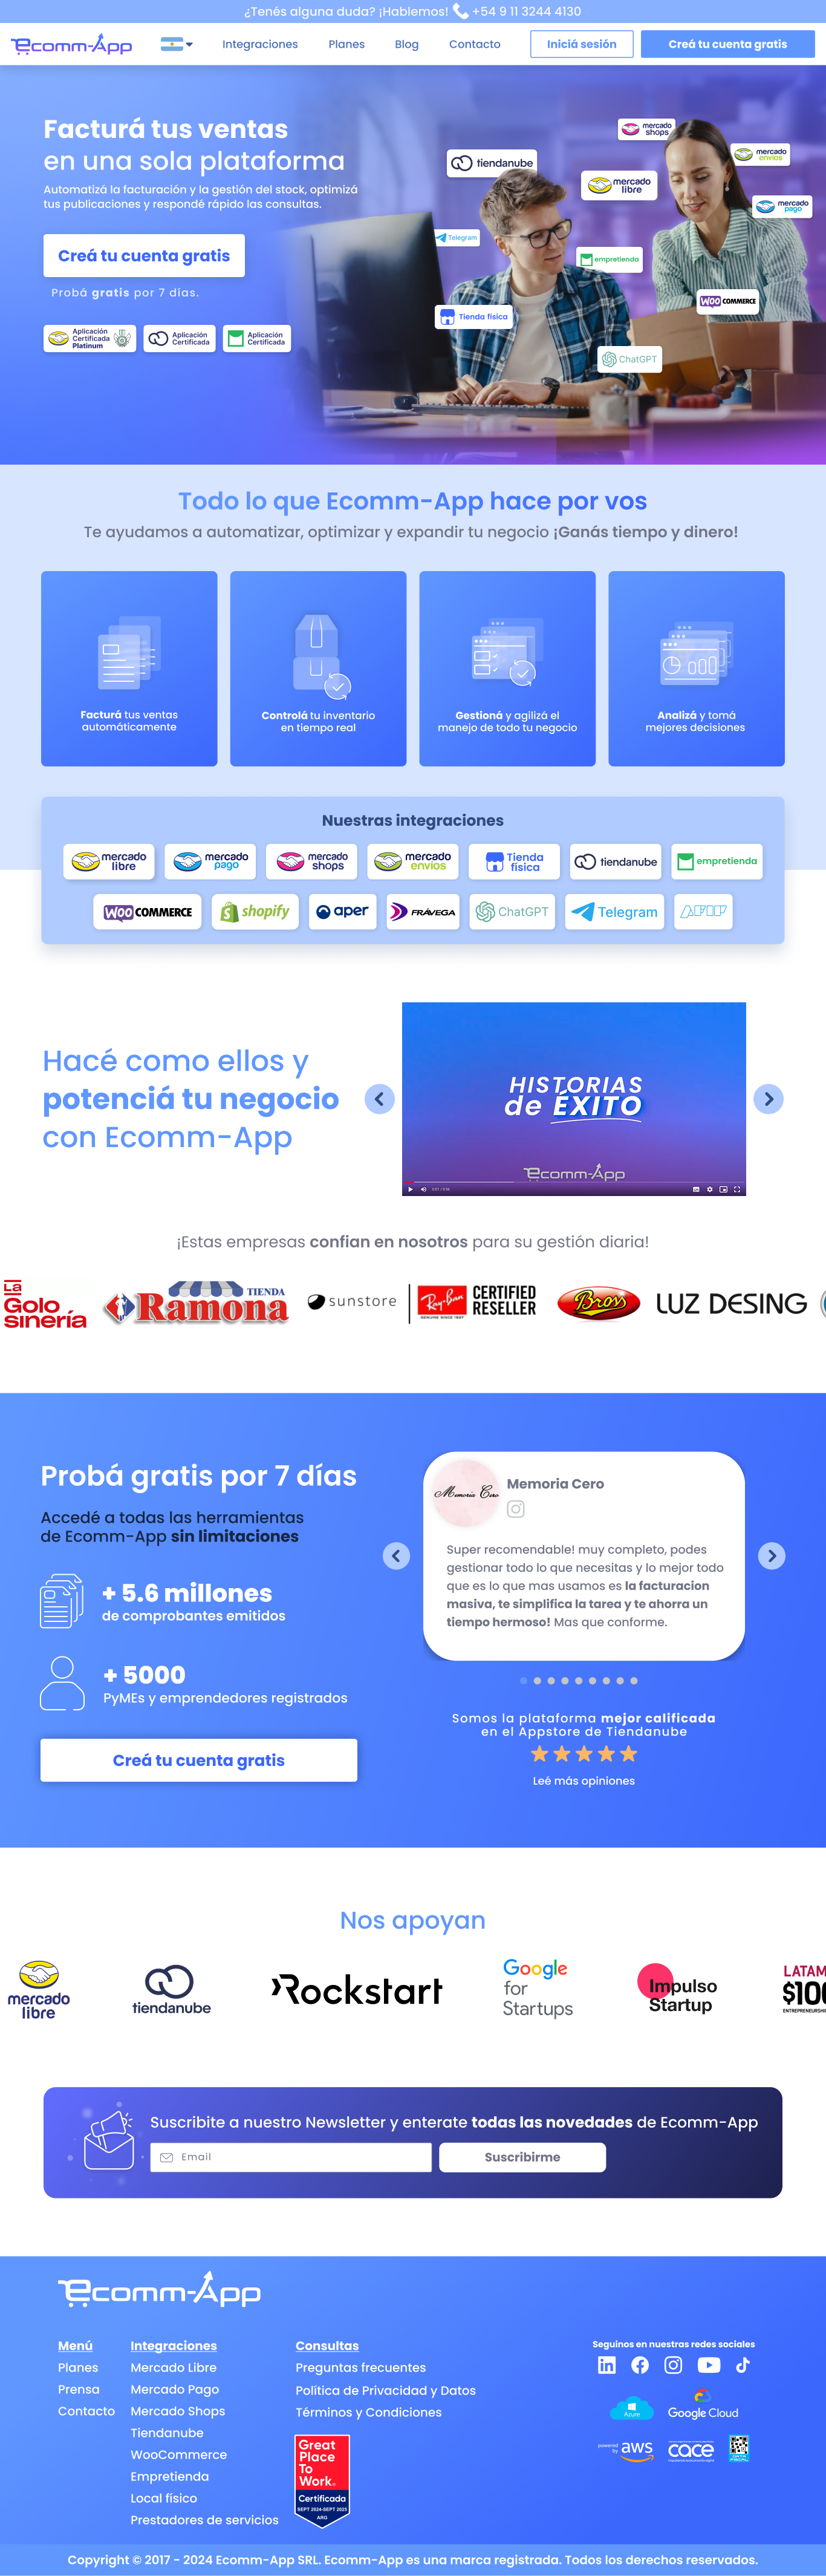 ¿Tenés alguna duda? ¡Hablemos! +54 9 11 3244 4130
ecomm-App
Integraciones
Planes
Blog
Contacto
Iniciá sesión
Creá tu cuenta gratis
Facturá tus ventas
en una sola plataforma
Automatizá la facturación y la gestión del stock, optimizá
tus publicaciones y respondé rápido las consultas.
Creá tu cuenta gratis
Probá gratis por 7 días.
Aplicación
Certificada
Platinum
Aplicación
Certificada
Aplicación
Certificada
mercado
shops
tiendanube
mercado
envios
mercado
libre
mercado
pago
Telegram
empretienda
WOO COMMERCE
Tienda física
ChatGPT
Todo lo que Ecomm-App hace por vos
Te ayudamos a automatizar, optimizar y expandir tu negocio ¡Ganás tiempo y dinero!
Facturá tus ventas
automáticamente
Controlá tu inventario
en tiempo real
Gestioná y agilizá el
manejo de todo tu negocio
Analizá y tomá
mejores decisiones
Nuestras integraciones
mercado
libre
mercado
pago
mercado
shops
mercado
envios
Tienda
física
tiendanube
empretienda
WOO COMMERCE
shopify
aper
FRÁVEGA
ChatGPT
Telegram
AFIP
Hacé como ellos y
potenciá tu negocio
con Ecomm-App
HISTORIAS
de ÉXITO
ecomm-App
¡Estas empresas confian en nosotros para su gestión diaria!
La
Golo
sinería
TIENDA
Ramona
sunstore
Ray-Ban
GENUINE SINCE 1937
CERTIFIED
RESELLER
Bross
LUZ DESING
Probá gratis por 7 días
Accedé a todas las herramientas
de Ecomm-App sin limitaciones
+ 5.6 millones
de comprobantes emitidos
+ 5000
PyMEs y emprendedores registrados
Creá tu cuenta gratis
Memoria Cero
Memoria Cero
Super recomendable! muy completo, podes
gestionar todo lo que necesitas y lo mejor todo
que es lo que mas usamos es la facturacion
masiva, te simplifica la tarea y te ahorra un
tiempo hermoso! Mas que conforme.
Somos la plataforma mejor calificada
en el Appstore de Tiendanube
Leé más opiniones
Nos apoyan
mercado
libre
tiendanube
Rockstart
Google
for
Startups
Impulso
Startup
LATAM
$100
Suscribite a nuestro Newsletter y enterate todas las novedades de Ecomm-App
Email
Suscribirme
ecomm-App
Menú
Planes
Prensa
Contacto
Integraciones
Mercado Libre
Mercado Pago
Mercado Shops
Tiendanube
WooCommerce
Empretienda
Local físico
Prestadores de servicios
Consultas
Preguntas frecuentes
Política de Privacidad y Datos
Términos y Condiciones
Great
Place
To
Work.
Certificada
SEPT 2024-SEPT 2025
ARG
Seguinos en nuestras redes sociales
Azure
Google Cloud
powered by
aws
cace
DATA
FISCAL
Copyright © 2017 - 2024 Ecomm-App SRL. Ecomm-App es una marca registrada. Todos los derechos reservados.